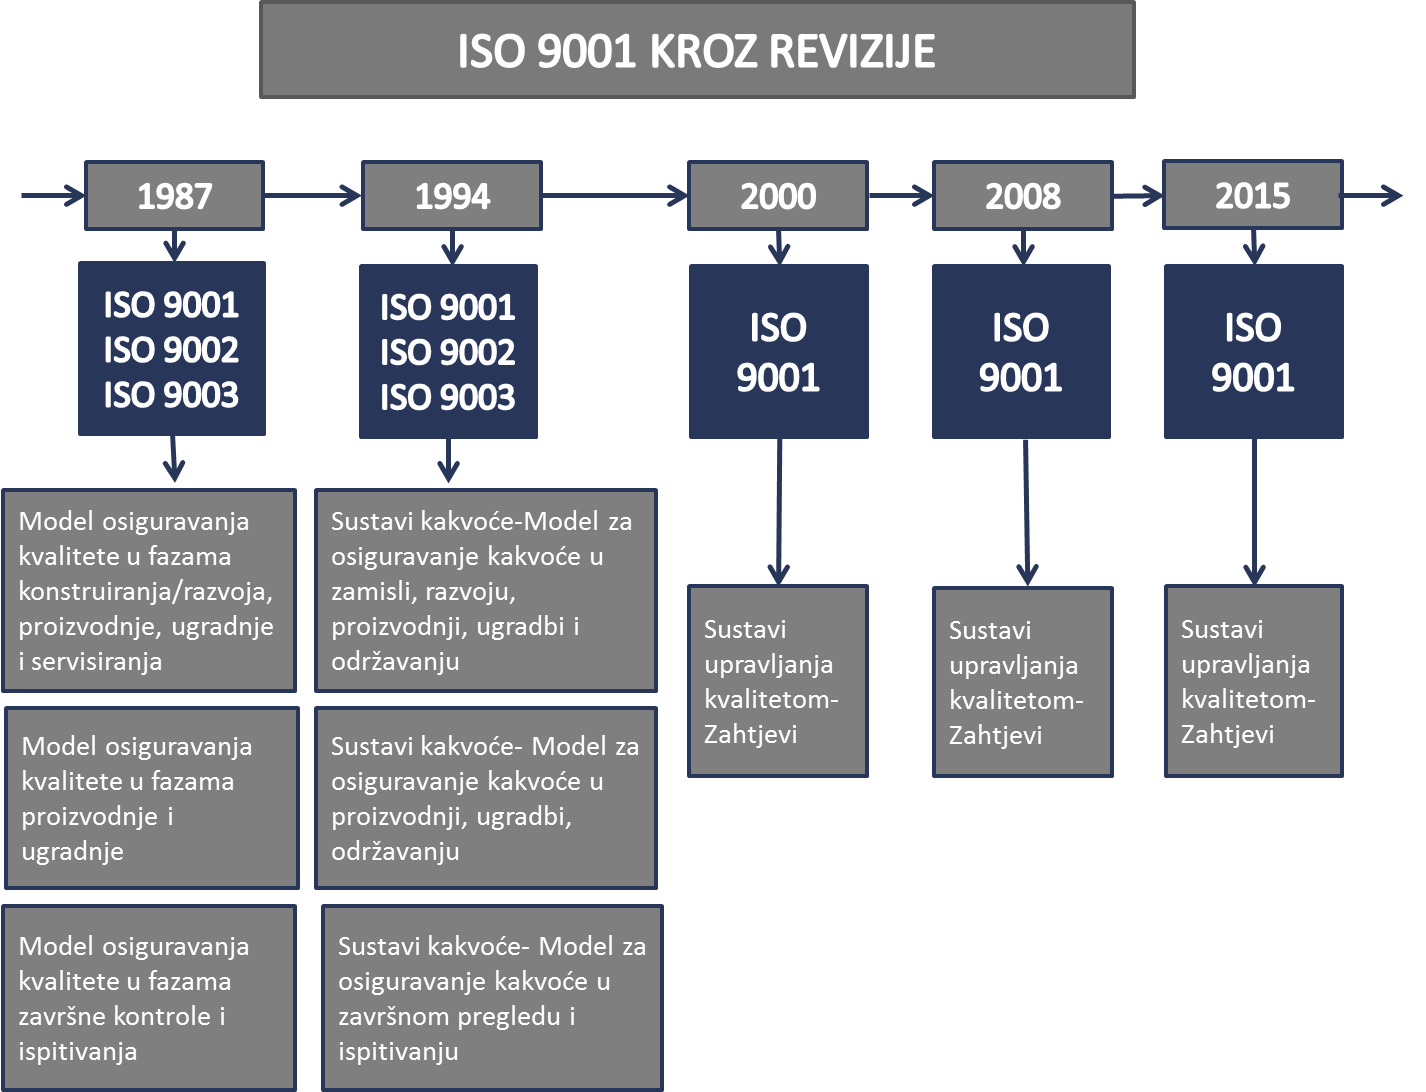 ISO 9001 KROZ REVIZIJE
1987
1994
2000
2008
2015
ISO 9001
ISO 9002
ISO 9003
ISO 9001
ISO 9002
ISO 9003
ISO
9001
ISO
9001
ISO
9001
Model osiguravanja
kvalitete u fazama
konstruiranja/razvoja,
proizvodnje, ugradnje
i servisiranja
Sustavi kakvoće-Model za
osiguravanje kakvoće u
zamisli, razvoju,
proizvodnji, ugradbi i
održavanju
Sustavi
upravljanja
kvalitetom-
Zahtjevi
Sustavi
upravljanja
kvalitetom-
Zahtjevi
Sustavi
upravljanja
kvalitetom-
Zahtjevi
Model osiguravanja
kvalitete u fazama
proizvodnje i
ugradnje
Sustavi kakvoće- Model za
osiguravanje kakvoće u
proizvodnji, ugradbi,
održavanju
Model osiguravanja
kvalitete u fazama
završne kontrole i
ispitivanja
Sustavi kakvoće- Model za
osiguravanje kakvoće u
završnom pregledu i
ispitivanju